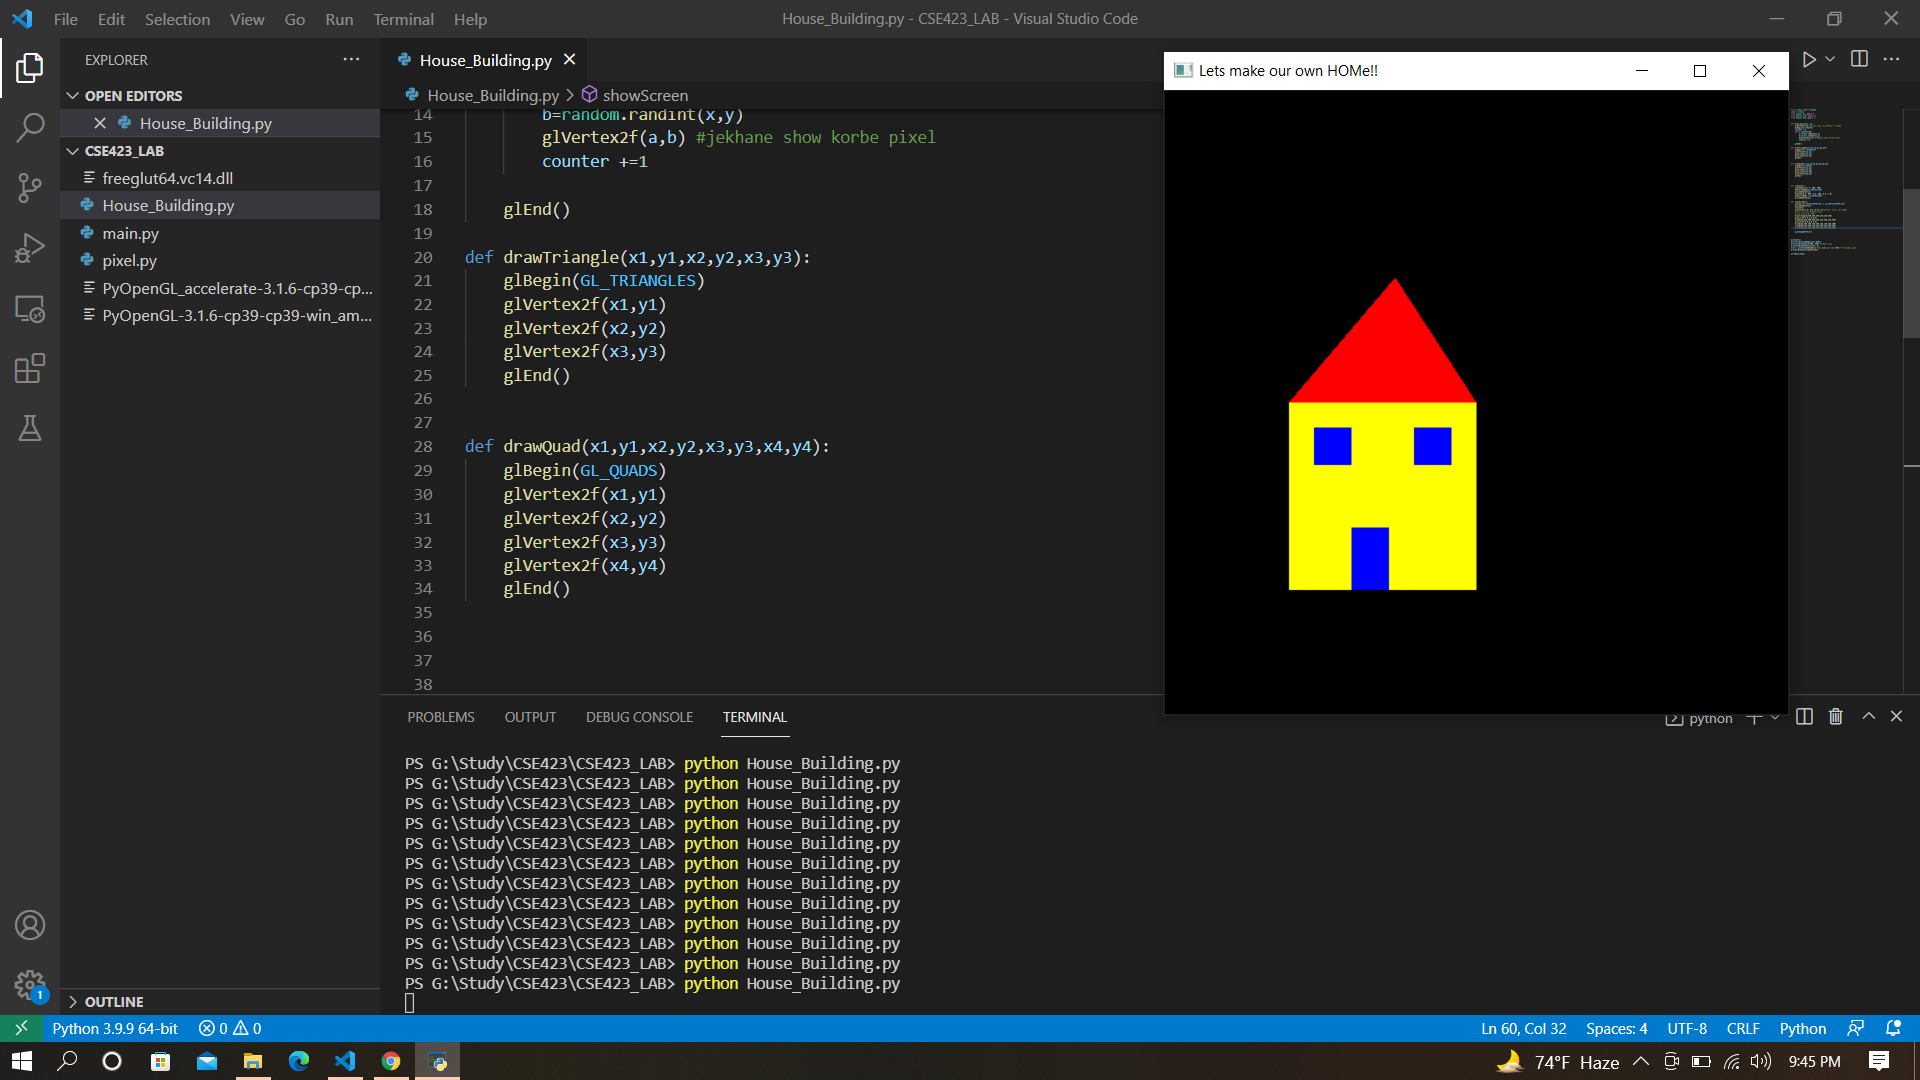 File Edit Selection View Go Run Terminal Help
House_Building.py - CSE423_LAB - Visual Studio Code
EXPLORER
OPEN EDITORS
House_Building.py
CSE423_LAB
freeglut64.vc14.dll
House_Building.py
main.py
pixel.py
PyOpenGL_accelerate-3.1.6-cp39-cp...
PyOpenGL-3.1.6-cp39-cp39-win_am...
OUTLINE
House_Building.py
House_Building.py > showScreen
14 b=random.randint(x,y)
15 glVertex2f(a,b) #jekhane show korbe pixel
16 counter +=1
17
18 glEnd()
19
20 def drawTriangle(x1,y1,x2,y2,x3,y3):
21 glBegin(GL_TRIANGLES)
22 glVertex2f(x1,y1)
23 glVertex2f(x2,y2)
24 glVertex2f(x3,y3)
25 glEnd()
26
27
28 def drawQuad(x1,y1,x2,y2,x3,y3,x4,y4):
29 glBegin(GL_QUADS)
30 glVertex2f(x1,y1)
31 glVertex2f(x2,y2)
32 glVertex2f(x3,y3)
33 glVertex2f(x4,y4)
34 glEnd()
35
36
37
38
Lets make our own HOMe!!
PROBLEMS OUTPUT DEBUG CONSOLE TERMINAL
python
PS G:\Study\CSE423\CSE423_LAB> python House_Building.py
PS G:\Study\CSE423\CSE423_LAB> python House_Building.py
PS G:\Study\CSE423\CSE423_LAB> python House_Building.py
PS G:\Study\CSE423\CSE423_LAB> python House_Building.py
PS G:\Study\CSE423\CSE423_LAB> python House_Building.py
PS G:\Study\CSE423\CSE423_LAB> python House_Building.py
PS G:\Study\CSE423\CSE423_LAB> python House_Building.py
PS G:\Study\CSE423\CSE423_LAB> python House_Building.py
PS G:\Study\CSE423\CSE423_LAB> python House_Building.py
PS G:\Study\CSE423\CSE423_LAB> python House_Building.py
PS G:\Study\CSE423\CSE423_LAB> python House_Building.py
PS G:\Study\CSE423\CSE423_LAB> python House_Building.py
1
Python 3.9.9 64-bit 0 0
Ln 60, Col 32 Spaces: 4 UTF-8 CRLF Python
74°F Haze 9:45 PM